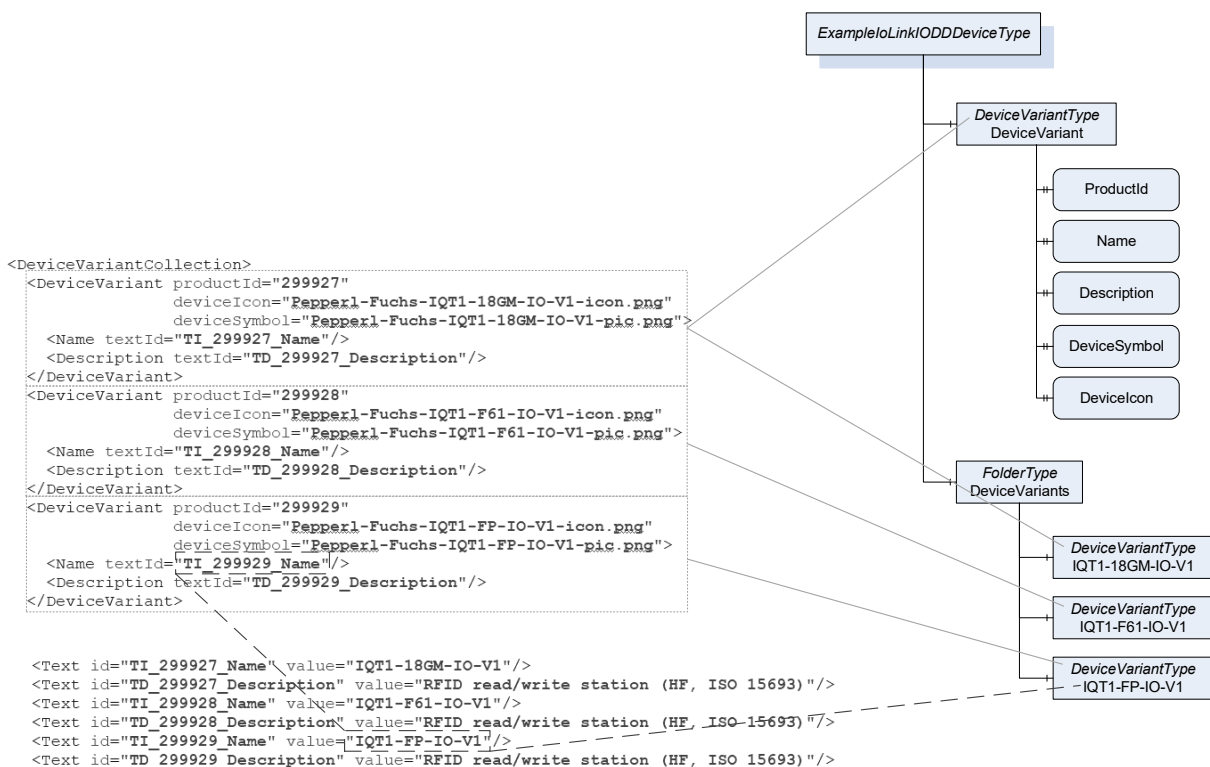 ExampleIoLinkIODDDeviceType
DeviceVariantType
DeviceVariant
ProductId
Name
Description
DeviceSymbol
DeviceIcon
FolderType
DeviceVariants
DeviceVariantType
IQT1-18GM-IO-V1
DeviceVariantType
IQT1-F61-IO-V1
DeviceVariantType
IQT1-FP-IO-V1
<DeviceVariantCollection>
<DeviceVariant productId="299927"
deviceIcon="Pepperl-Fuchs-IQT1-18GM-IO-V1-icon.png"
deviceSymbol="Pepperl-Fuchs-IQT1-18GM-IO-V1-pic.png">
<Name textId="TI_299927_Name"/>
<Description textId="TD_299927_Description"/>
</DeviceVariant>
<DeviceVariant productId="299928"
deviceIcon="Pepperl-Fuchs-IQT1-F61-IO-V1-icon.png"
deviceSymbol="Pepperl-Fuchs-IQT1-F61-IO-V1-pic.png">
<Name textId="TI_299928_Name"/>
<Description textId="TD_299928_Description"/>
</DeviceVariant>
<DeviceVariant productId="299929"
deviceIcon="Pepperl-Fuchs-IQT1-FP-IO-V1-icon.png"
deviceSymbol="Pepperl-Fuchs-IQT1-FP-IO-V1-pic.png">
<Name textId="TI_299929_Name"/>
<Description textId="TD_299929_Description"/>
</DeviceVariant>
<Text id="TI_299927_Name" value="IQT1-18GM-IO-V1"/>
<Text id="TD_299927_Description" value="RFID read/write station (HF, ISO 15693)"/>
<Text id="TI_299928_Name" value="IQT1-F61-IO-V1"/>
<Text id="TD_299928_Description" value="RFID read/write station (HF, ISO 15693)"/>
<Text id="TI_299929_Name" value="IQT1-FP-IO-V1"/>
<Text id="TD_299929_Description" value="RFID read/write station (HF, ISO 15693)"/>